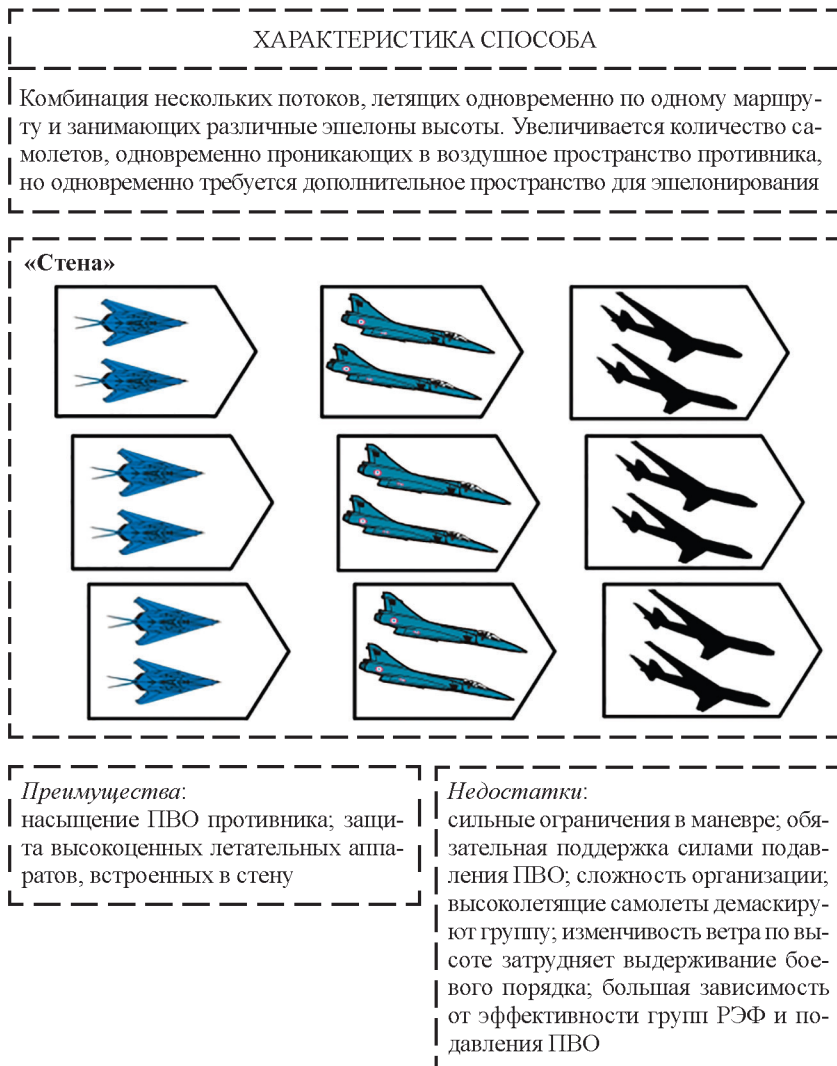 ХАРАКТЕРИСТИКА СПОСОБА
Комбинация нескольких потоков, летящих одновременно по одному маршру-
ту и занимающих различные эшелоны высоты. Увеличивается количество са-
молетов, одновременно проникающих в воздушное пространство противника,
но одновременно требуется дополнительное пространство для эшелонирования
«Стена»
Преимущества:
насыщение ПВО противника; защи-
та высокоценных летательных аппа-
ратов, встроенных в стену
Недостатки:
сильные ограничения в маневре; обя-
зательная поддержка силами подав-
ления ПВО; сложность организации;
высоколетящие самолеты демаскиру-
ют группу; изменчивость ветра по вы-
соте затрудняет выдерживание бое-
вого порядка; большая зависимость
от эффективности групп РЭФ и по-
давления ПВО